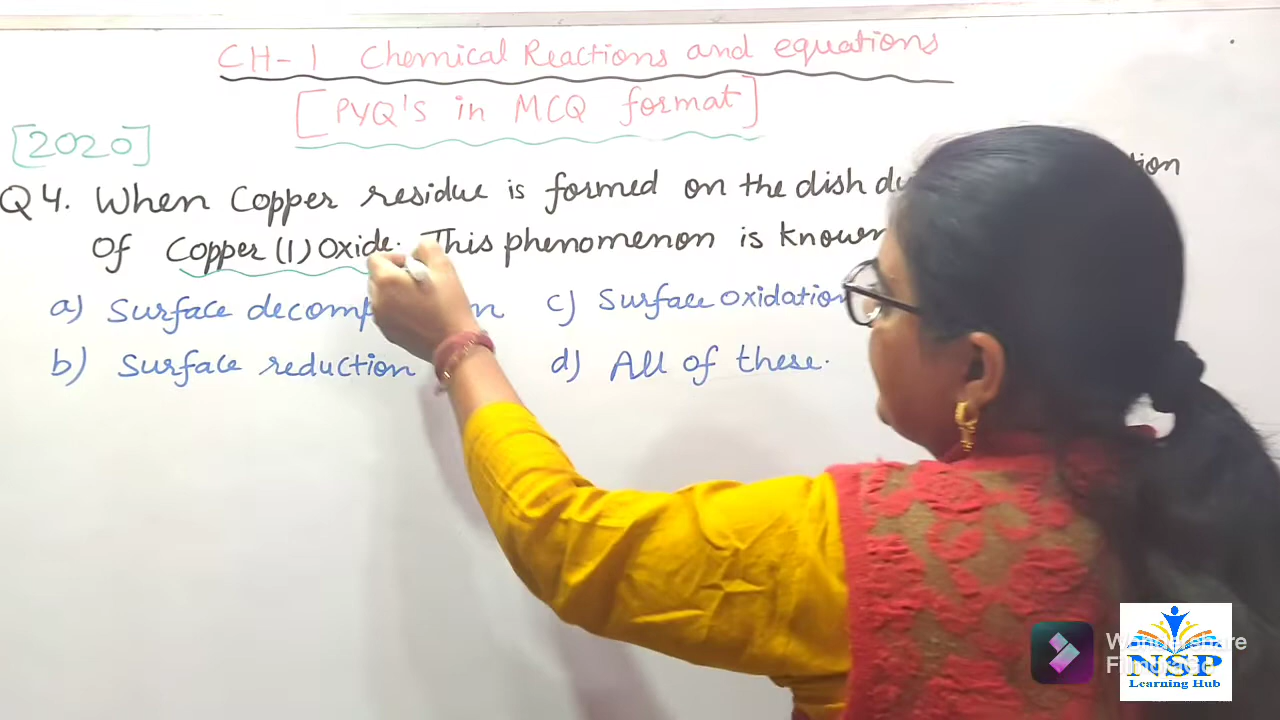 CH-1 Chemical Reactions and equations
[PYQ's in MCQ format]
[2020]
Q4. When Copper residue is formed on the dish
of Copper (1) Oxide. This phenomenon is known
a) Surface c) Surface oxidation
b) Surface reduction d) All of these.
Wondershare
NSP
Learning Hub